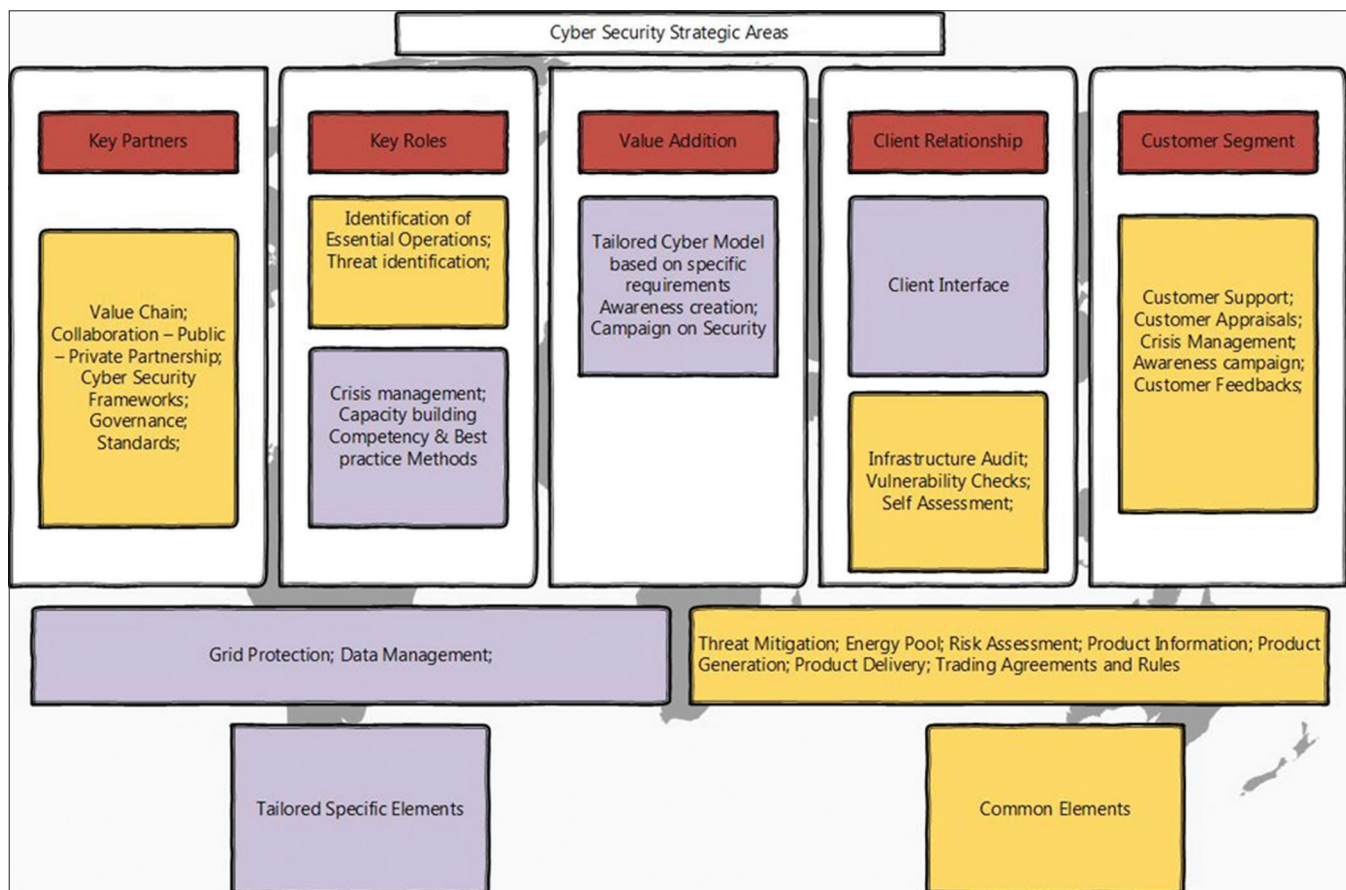 Cyber Security Strategic Areas
Key Partners
Value Chain;
Collaboration – Public
– Private Partnership;
Cyber Security
Frameworks;
Governance;
Standards;
Key Roles
Identification of
Essential Operations;
Threat identification;
Crisis management;
Capacity building
Competency & Best
practice Methods
Value Addition
Tailored Cyber Model
based on specific
requirements
Awareness creation;
Campaign on Security
Client Relationship
Client Interface
Infrastructure Audit;
Vulnerability Checks;
Self Assessment;
Customer Segment
Customer Support;
Customer Appraisals;
Crisis Management;
Awareness campaign;
Customer Feedbacks;
Grid Protection; Data Management;
Threat Mitigation; Energy Pool; Risk Assessment; Product Information; Product
Generation; Product Delivery; Trading Agreements and Rules
Tailored Specific Elements
Common Elements